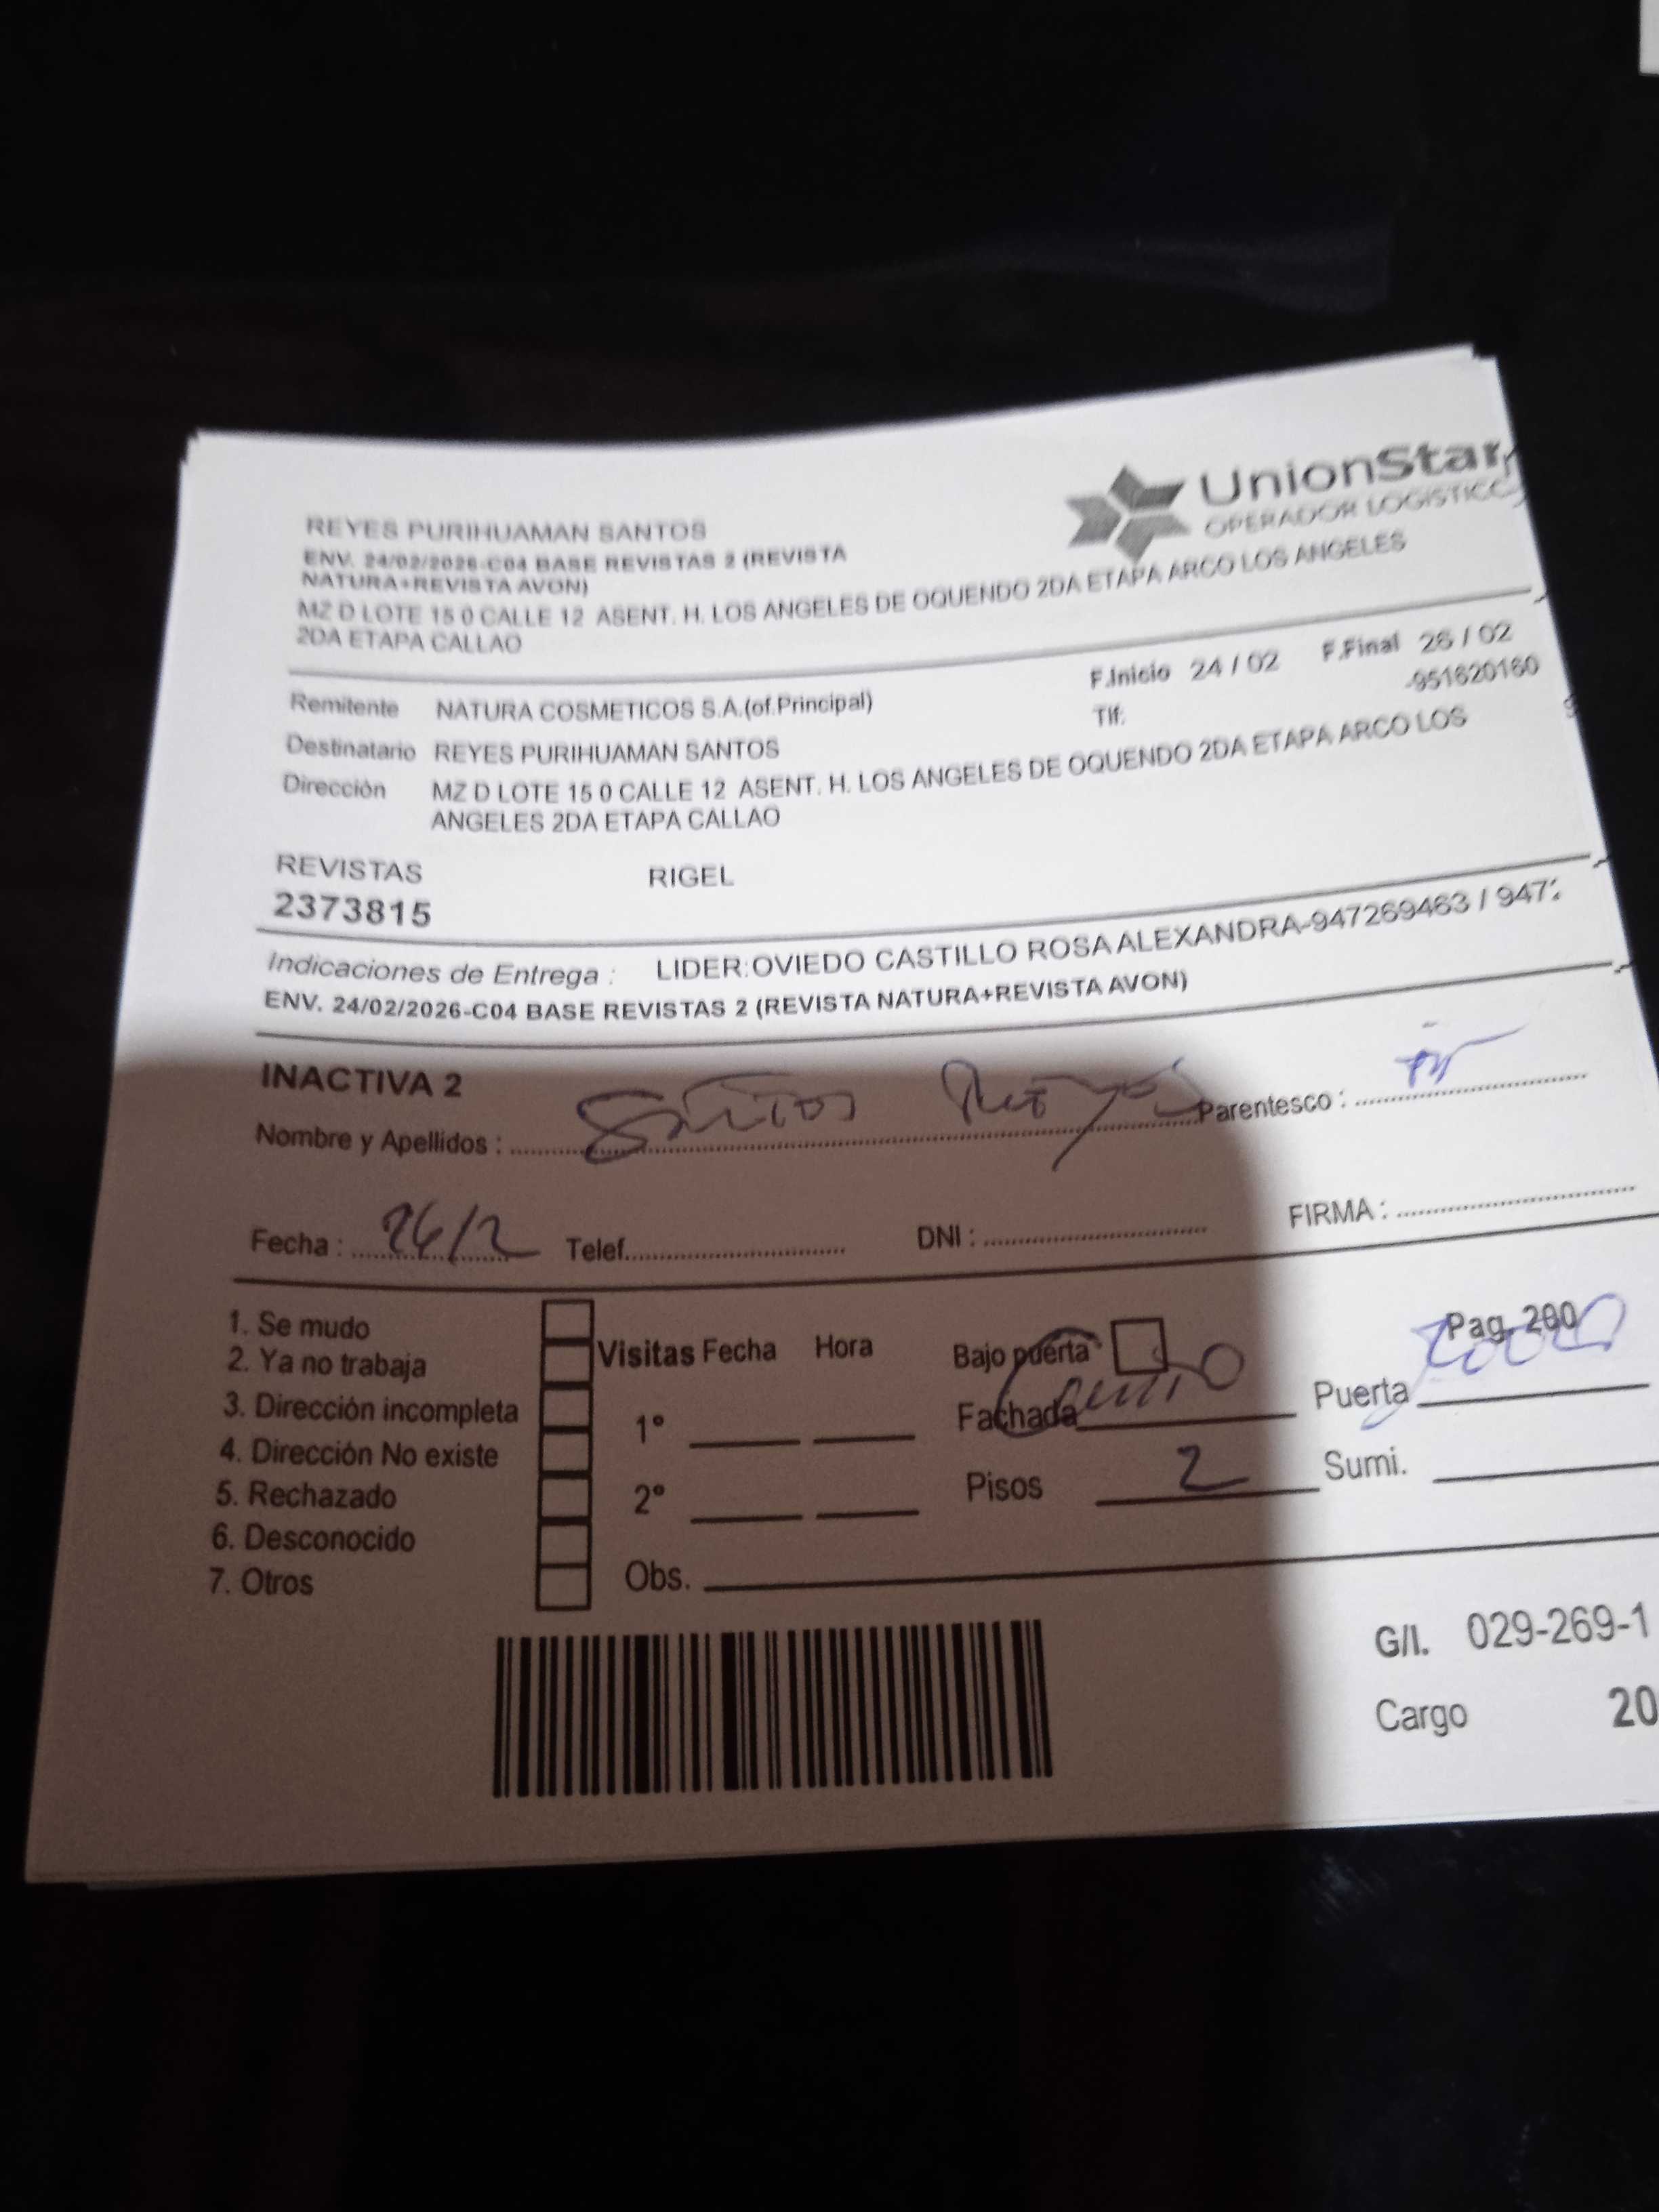 UnionStar
OPERADOR LOGISTICO
REYES PURIHUAMAN SANTOS
ENV. 24/02/2026-C04 BASE REVISTAS 2 (REVISTA
NATURA+REVISTA AVON)
MZ D LOTE 15 0 CALLE 12 ASENT. H. LOS ANGELES DE OQUENDO 2DA ETAPA ARCO LOS ANGELES
2DA ETAPA CALLAO
F.Inicio 24 / 02 F.Final 26 / 02
Remitente NATURA COSMETICOS S.A.(of.Principal) Tlf: -951620160
Destinatario REYES PURIHUAMAN SANTOS
Dirección MZ D LOTE 15 0 CALLE 12 ASENT. H. LOS ANGELES DE OQUENDO 2DA ETAPA ARCO LOS
ANGELES 2DA ETAPA CALLAO
REVISTAS RIGEL
2373815
Indicaciones de Entrega : LIDER:OVIEDO CASTILLO ROSA ALEXANDRA-947269463 / 947
ENV. 24/02/2026-C04 BASE REVISTAS 2 (REVISTA NATURA+REVISTA AVON)
INACTIVA 2
Nombre y Apellidos : Santos Reyes Parentesco :
Fecha : 26/2 Telef. DNI : FIRMA :
1. Se mudo
2. Ya no trabaja
3. Dirección incompleta
4. Dirección No existe
5. Rechazado
6. Desconocido
7. Otros
Visitas Fecha Hora
1°
2°
Obs.
Bajo puerta Pag. 200
Fachada Puerta
Pisos 2 Sumi.
G/I. 029-269-1
Cargo 20